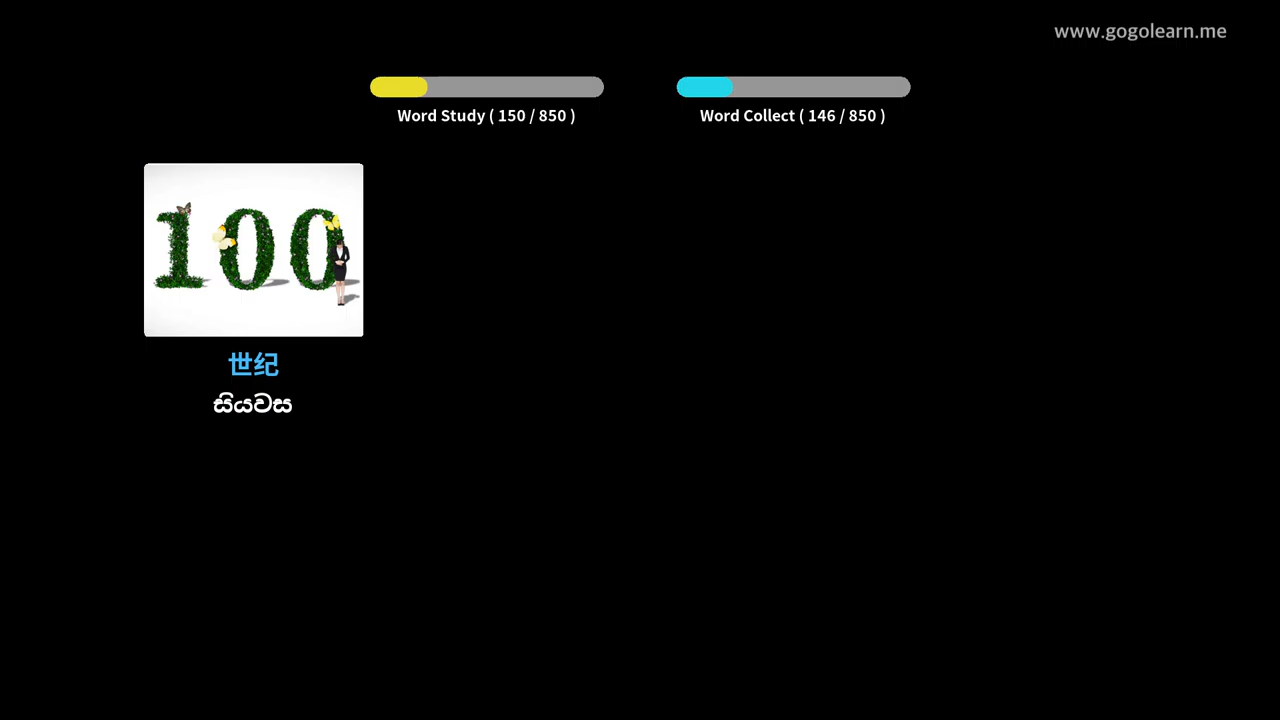 www.gogolearn.me
Word Study ( 150 / 850 )
Word Collect ( 146 / 850 )
100
世纪
සියවස